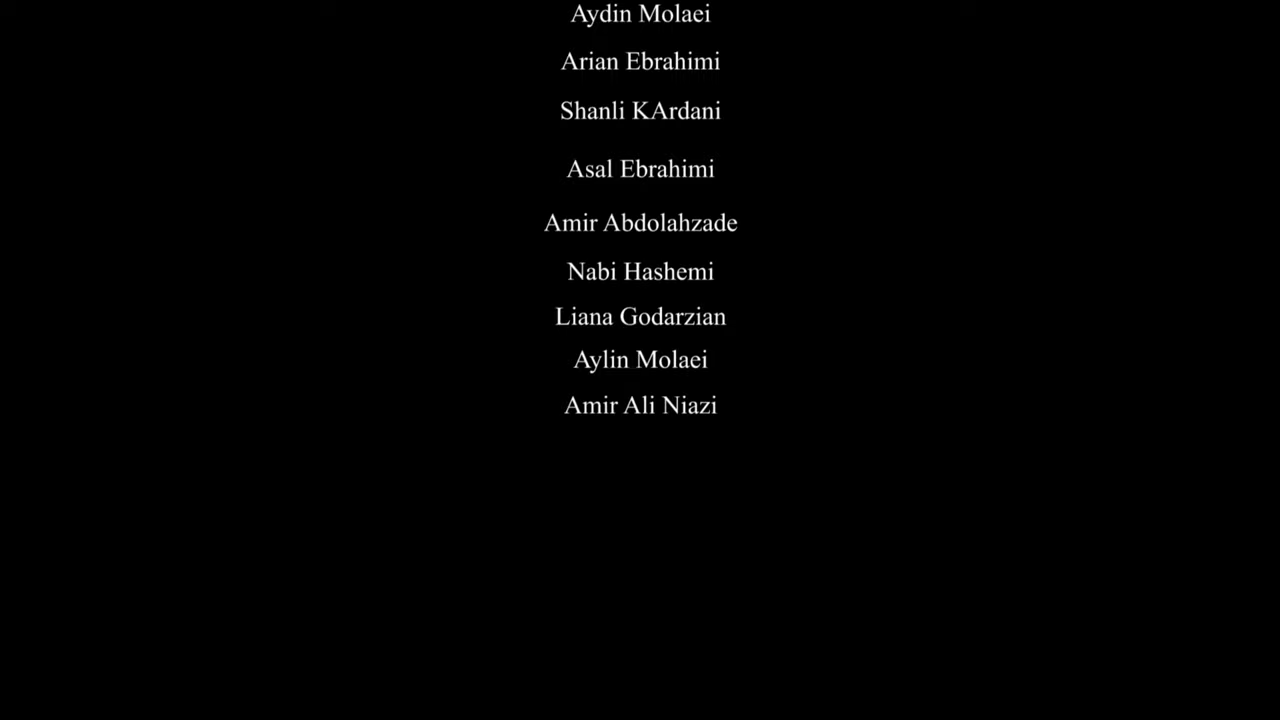 Aydin Molaei
Arian Ebrahimi
Shanli KArdani
Asal Ebrahimi
Amir Abdolahzade
Nabi Hashemi
Liana Godarzian
Aylin Molaei
Amir Ali Niazi